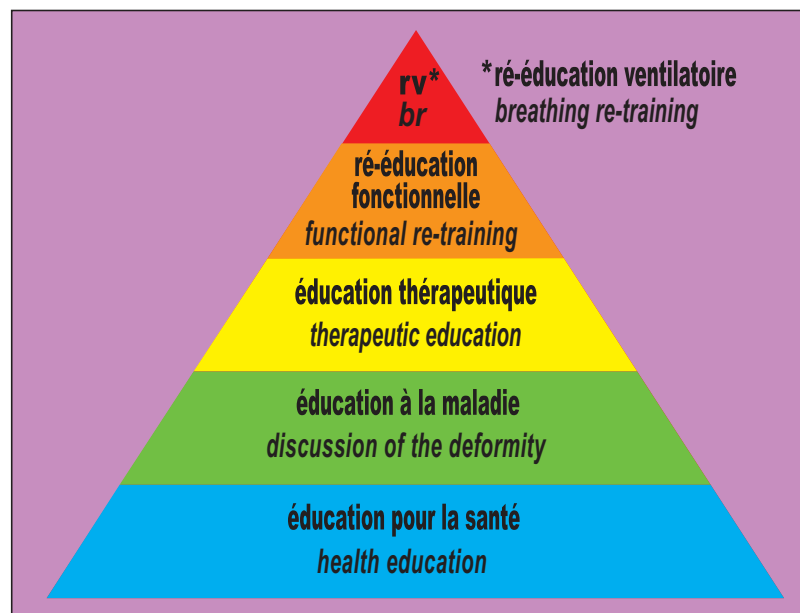 rv*
br
*ré-éducation ventilatoire
breathing re-training
ré-éducation
fonctionnelle
functional re-training
éducation thérapeutique
therapeutic education
éducation à la maladie
discussion of the deformity
éducation pour la santé
health education